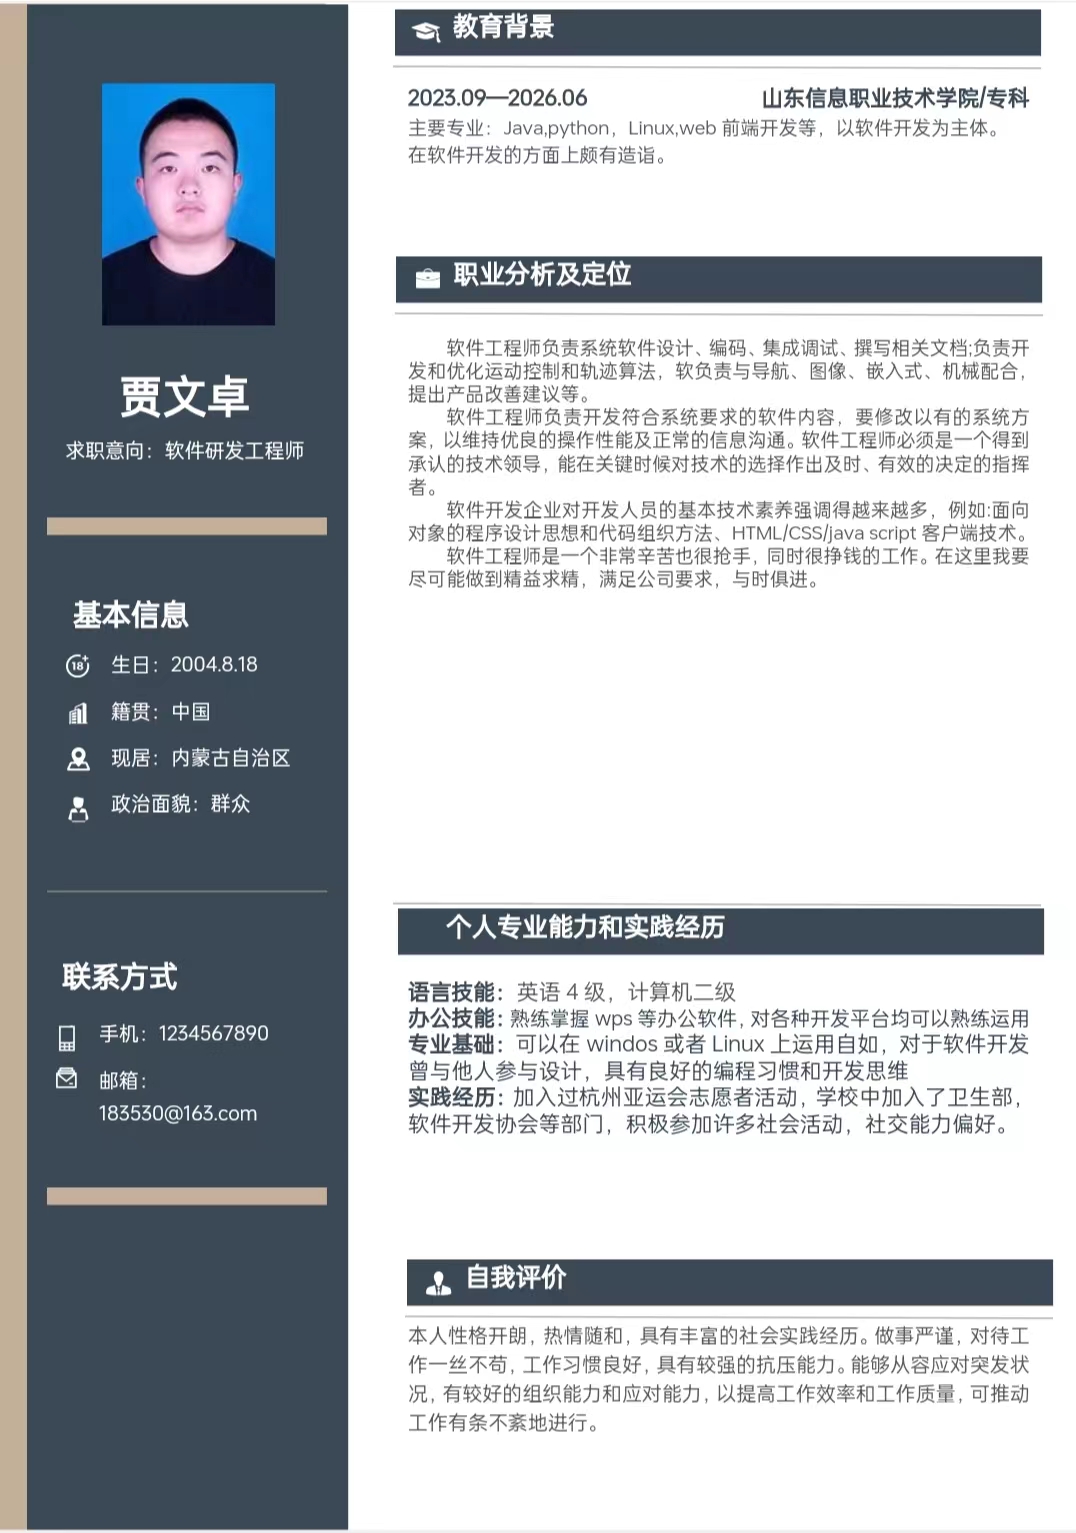 贾文卓
求职意向：软件研发工程师
基本信息
18+
生日：2004.8.18
籍贯：中国
现居：内蒙古自治区
政治面貌：群众
联系方式
手机：1234567890
邮箱：
183530@163.com
教育背景
2023.09—2026.06 山东信息职业技术学院/专科
主要专业：Java,python，Linux,web 前端开发等，以软件开发为主体。
在软件开发的方面上颇有造诣。
职业分析及定位
软件工程师负责系统软件设计、编码、集成调试、撰写相关文档;负责开
发和优化运动控制和轨迹算法，软负责与导航、图像、嵌入式、机械配合，
提出产品改善建议等。
软件工程师负责开发符合系统要求的软件内容，要修改以有的系统方
案，以维持优良的操作性能及正常的信息沟通。软件工程师必须是一个得到
承认的技术领导，能在关键时候对技术的选择作出及时、有效的决定的指挥
者。
软件开发企业对开发人员的基本技术素养强调得越来越多，例如:面向
对象的程序设计思想和代码组织方法、HTML/CSS/java script 客户端技术。
软件工程师是一个非常辛苦也很抢手，同时很挣钱的工作。在这里我要
尽可能做到精益求精，满足公司要求，与时俱进。
个人专业能力和实践经历
语言技能：英语 4 级，计算机二级
办公技能：熟练掌握 wps 等办公软件，对各种开发平台均可以熟练运用
专业基础：可以在 windos 或者 Linux 上运用自如，对于软件开发
曾与他人参与设计，具有良好的编程习惯和开发思维
实践经历：加入过杭州亚运会志愿者活动，学校中加入了卫生部，
软件开发协会等部门，积极参加许多社会活动，社交能力偏好。
自我评价
本人性格开朗，热情随和，具有丰富的社会实践经历。做事严谨，对待工
作一丝不苟，工作习惯良好，具有较强的抗压能力。能够从容应对突发状
况，有较好的组织能力和应对能力，以提高工作效率和工作质量，可推动
工作有条不紊地进行。